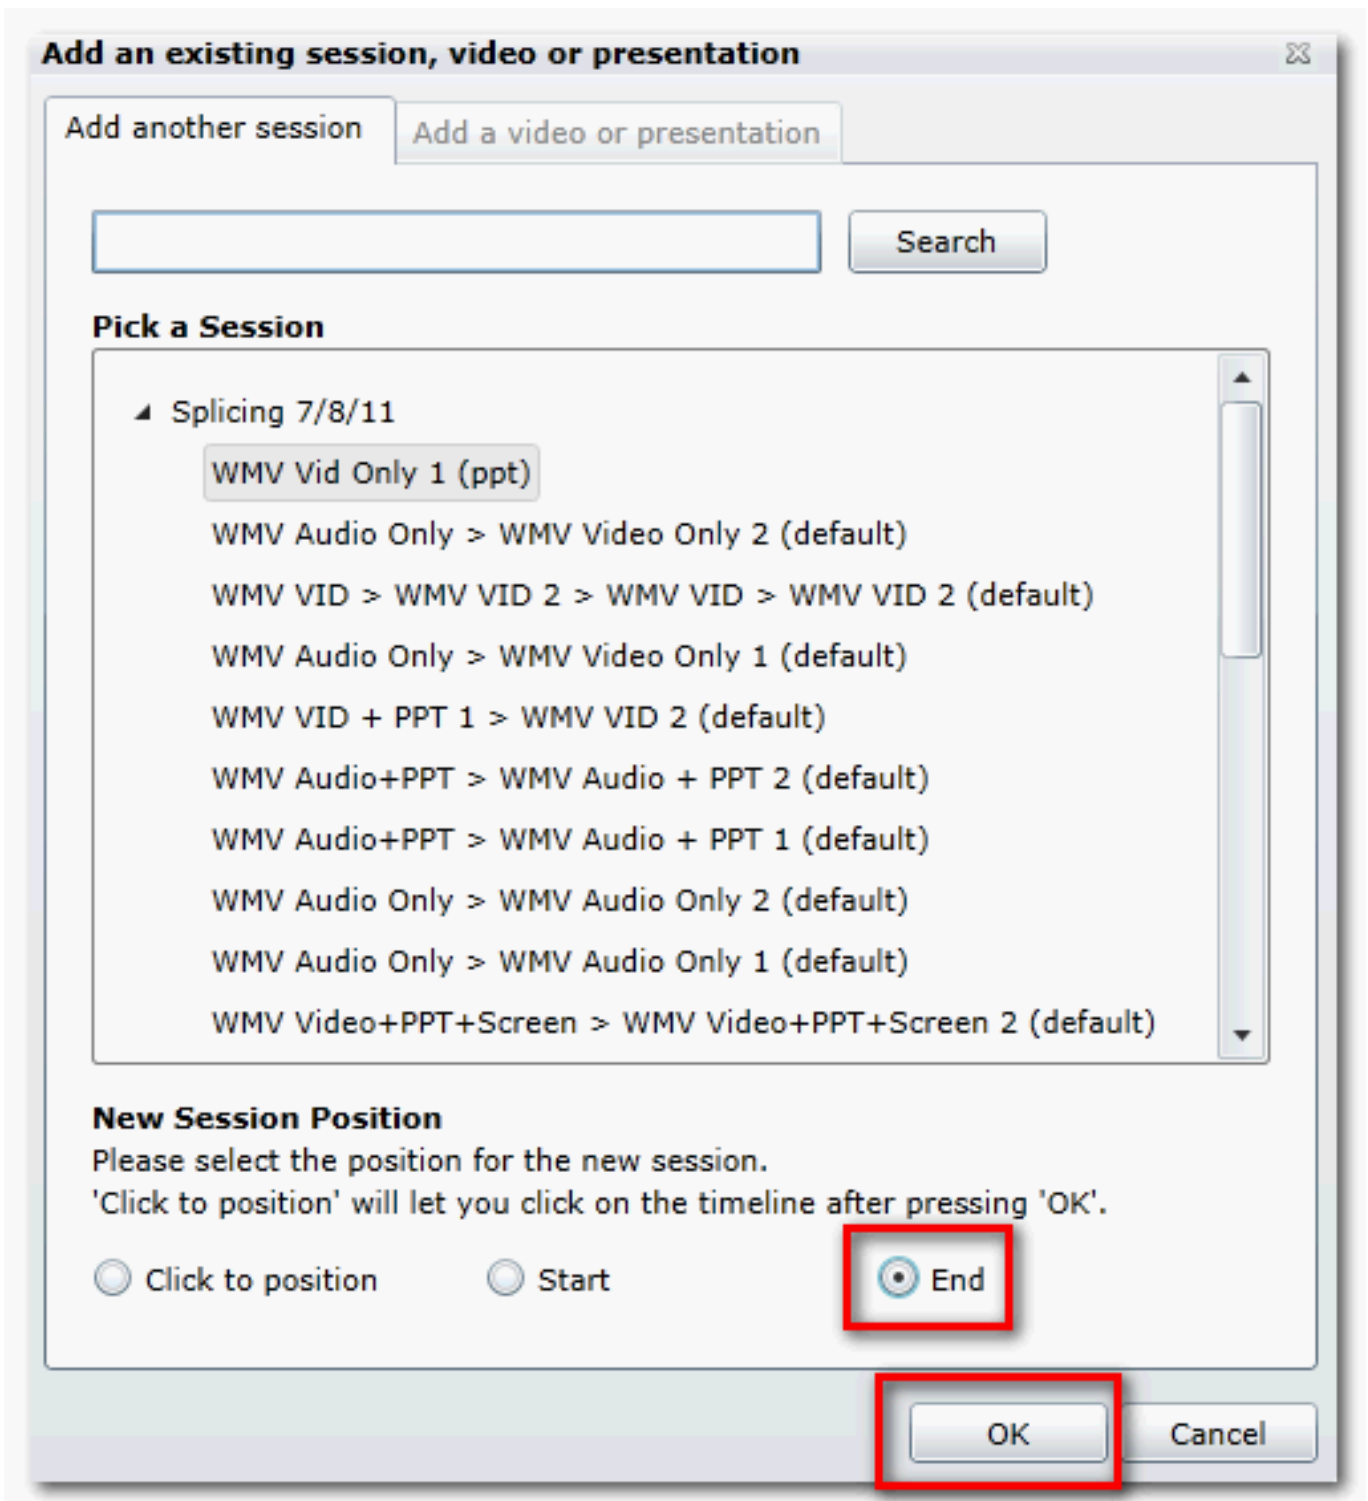 Add an existing session, video or presentation
Add another session
Add a video or presentation
Search
Pick a Session
Splicing 7/8/11
WMV Vid Only 1 (ppt)
WMV Audio Only > WMV Video Only 2 (default)
WMV VID > WMV VID 2 > WMV VID > WMV VID 2 (default)
WMV Audio Only > WMV Video Only 1 (default)
WMV VID + PPT 1 > WMV VID 2 (default)
WMV Audio+PPT > WMV Audio + PPT 2 (default)
WMV Audio+PPT > WMV Audio + PPT 1 (default)
WMV Audio Only > WMV Audio Only 2 (default)
WMV Audio Only > WMV Audio Only 1 (default)
WMV Video+PPT+Screen > WMV Video+PPT+Screen 2 (default)
New Session Position
Please select the position for the new session.
'Click to position' will let you click on the timeline after pressing 'OK'.
Click to position
Start
End
OK
Cancel